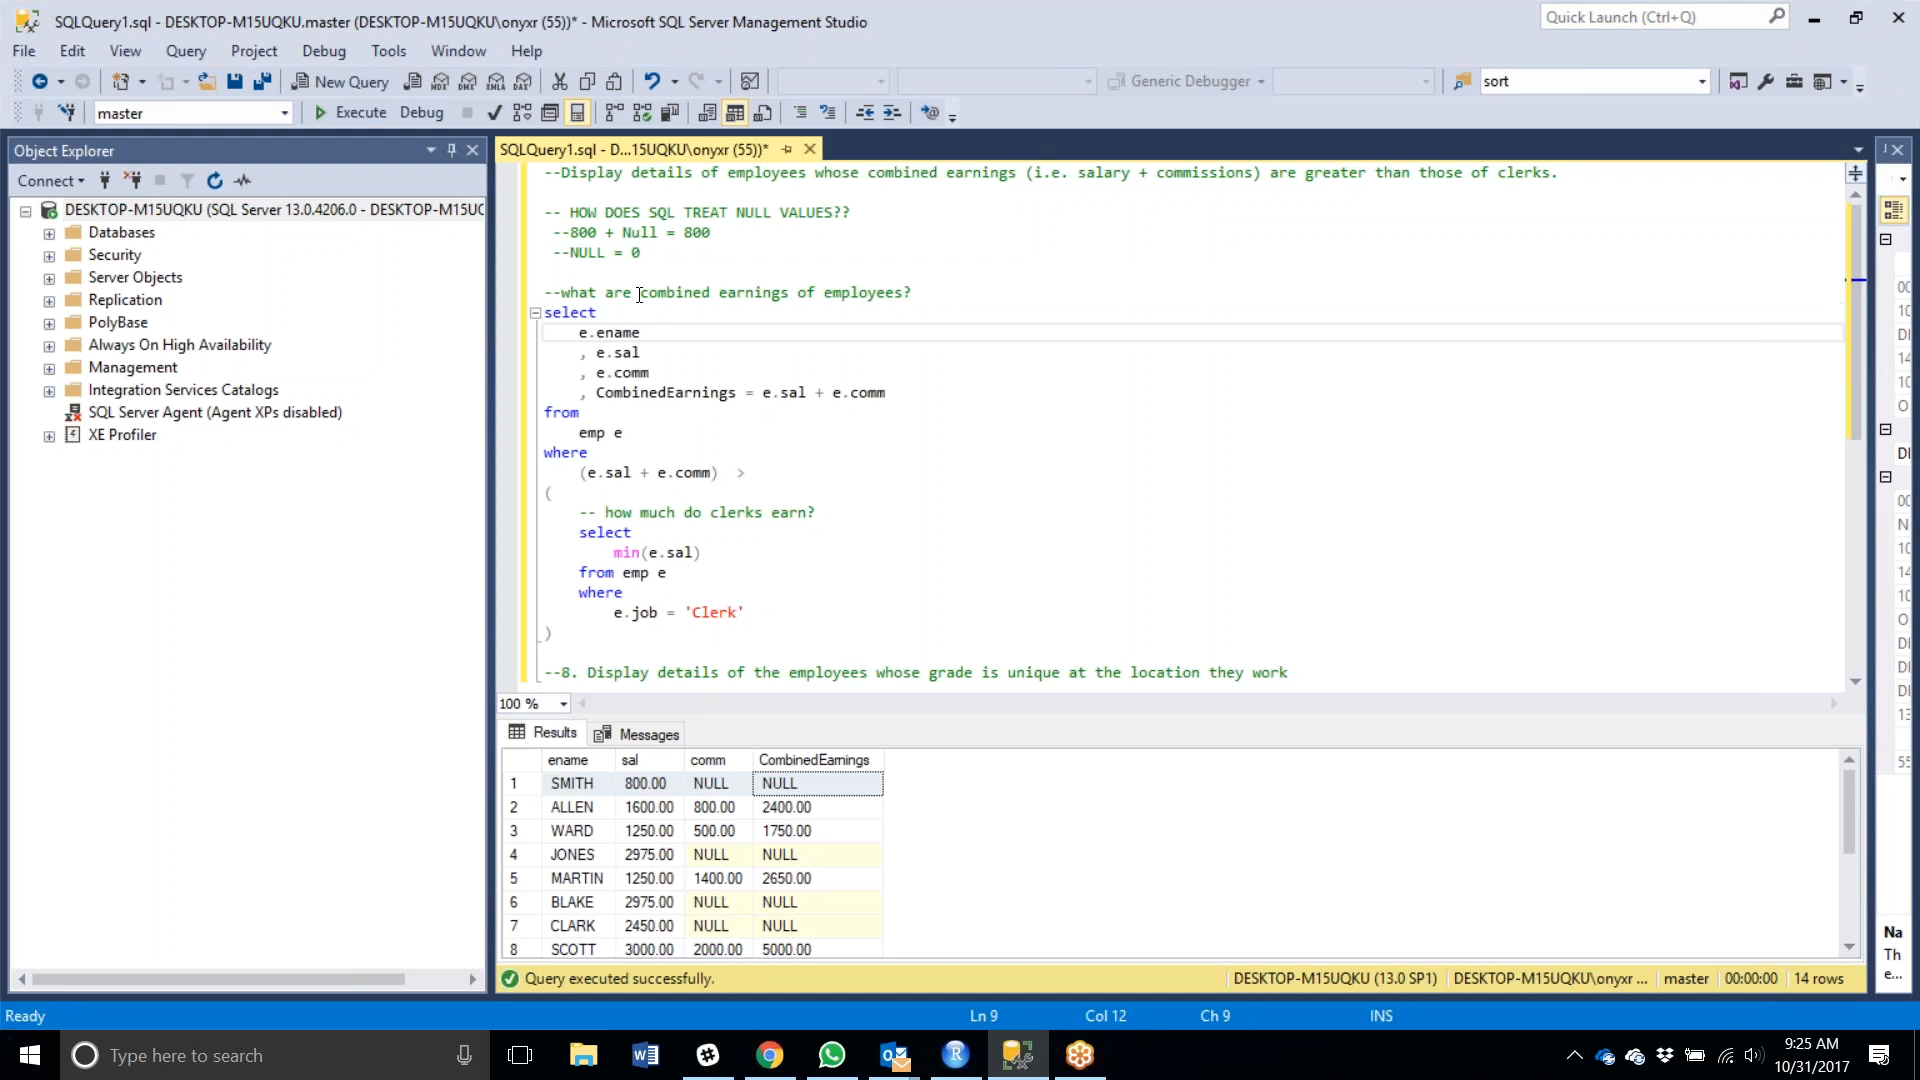 SQLQuery1.sql - DESKTOP-M15UQKU.master (DESKTOP-M15UQKU\onyxr (55))* - Microsoft SQL Server Management Studio
Quick Launch (Ctrl+Q)
File Edit View Query Project Debug Tools Window Help
New Query MDX DMX XMLA DAX Generic Debugger sort
master Execute Debug
Object Explorer
SQLQuery1.sql - D...15UQKU\onyxr (55))*
Connect
DESKTOP-M15UQKU (SQL Server 13.0.4206.0 - DESKTOP-M15UQ
Databases
Security
Server Objects
Replication
PolyBase
Always On High Availability
Management
Integration Services Catalogs
SQL Server Agent (Agent XPs disabled)
XE Profiler
--Display details of employees whose combined earnings (i.e. salary + commissions) are greater than those of clerks.
-- HOW DOES SQL TREAT NULL VALUES??
--800 + Null = 800
--NULL = 0
--what are combined earnings of employees?
select
e.ename
, e.sal
, e.comm
, CombinedEarnings = e.sal + e.comm
from
emp e
where
(e.sal + e.comm) >
(
-- how much do clerks earn?
select
min(e.sal)
from emp e
where
e.job = 'Clerk'
)
--8. Display details of the employees whose grade is unique at the location they work
100 %
Results Messages
ename sal comm CombinedEarnings
1 SMITH 800.00 NULL NULL
2 ALLEN 1600.00 800.00 2400.00
3 WARD 1250.00 500.00 1750.00
4 JONES 2975.00 NULL NULL
5 MARTIN 1250.00 1400.00 2650.00
6 BLAKE 2975.00 NULL NULL
7 CLARK 2450.00 NULL NULL
8 SCOTT 3000.00 2000.00 5000.00
Na
Th
e...
Query executed successfully.
DESKTOP-M15UQKU (13.0 SP1) DESKTOP-M15UQKU\onyxr ... master 00:00:00 14 rows
Ready Ln 9 Col 12 Ch 9 INS
Type here to search
9:25 AM
10/31/2017